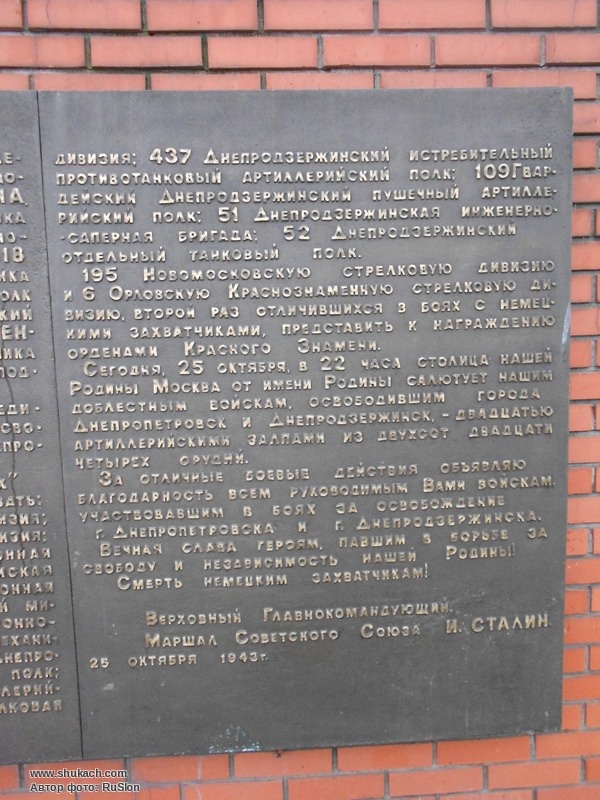 ДИВИЗИЯ; 437 ДНЕПРОДЗЕРЖИНСКИЙ ИСТРЕБИТЕЛЬНЫЙ
ПРОТИВОТАНКОВЫЙ АРТИЛЛЕРИЙСКИЙ ПОЛК; 109 ГВАР-
ДЕЙСКИЙ ДНЕПРОДЗЕРЖИНСКИЙ ПУШЕЧНЫЙ АРТИЛЛЕ-
РИЙСКИЙ ПОЛК; 51 ДНЕПРОДЗЕРЖИНСКАЯ ИНЖЕНЕРНО-
-САПЕРНАЯ БРИГАДА; 52 ДНЕПРОДЗЕРЖИНСКИЙ
ОТДЕЛЬНЫЙ ТАНКОВЫЙ ПОЛК.
195 НОВОМОСКОВСКУЮ СТРЕЛКОВУЮ ДИВИЗИЮ
И 6 ОРЛОВСКУЮ КРАСНОЗНАМЕННУЮ СТРЕЛКОВУЮ ДИ-
ВИЗИЮ, ВТОРОЙ РАЗ ОТЛИЧИВШИХСЯ В БОЯХ С НЕМЕЦ-
КИМИ ЗАХВАТЧИКАМИ, ПРЕДСТАВИТЬ К НАГРАЖДЕНИЮ
ОРДЕНАМИ КРАСНОГО ЗНАМЕНИ.
СЕГОДНЯ, 25 ОКТЯБРЯ, В 22 ЧАСА СТОЛИЦА НАШЕЙ
РОДИНЫ МОСКВА ОТ ИМЕНИ РОДИНЫ САЛЮТУЕТ НАШИМ
ДОБЛЕСТНЫМ ВОЙСКАМ, ОСВОБОДИВШИМ ГОРОДА
ДНЕПРОПЕТРОВСК И ДНЕПРОДЗЕРЖИНСК, - ДВАДЦАТЬЮ
АРТИЛЛЕРИЙСКИМИ ЗАЛПАМИ ИЗ ДВУХСОТ ДВАДЦАТИ
ЧЕТЫРЕХ ОРУДИЙ.
ЗА ОТЛИЧНЫЕ БОЕВЫЕ ДЕЙСТВИЯ ОБЪЯВЛЯЮ
БЛАГОДАРНОСТЬ ВСЕМ РУКОВОДИМЫМ ВАМИ ВОЙСКАМ,
УЧАСТВОВАВШИМ В БОЯХ ЗА ОСВОБОЖДЕНИЕ
Г. ДНЕПРОПЕТРОВСКА И Г. ДНЕПРОДЗЕРЖИНСКА.
ВЕЧНАЯ СЛАВА ГЕРОЯМ, ПАВШИМ В БОРЬБЕ ЗА
СВОБОДУ И НЕЗАВИСИМОСТЬ НАШЕЙ РОДИНЫ!
СМЕРТЬ НЕМЕЦКИМ ЗАХВАТЧИКАМ!
ВЕРХОВНЫЙ ГЛАВНОКОМАНДУЮЩИЙ.
МАРШАЛ СОВЕТСКОГО СОЮЗА И. СТАЛИН
25 ОКТЯБРЯ 1943 г.
www.shukach.com
Автор фото: RuSlon